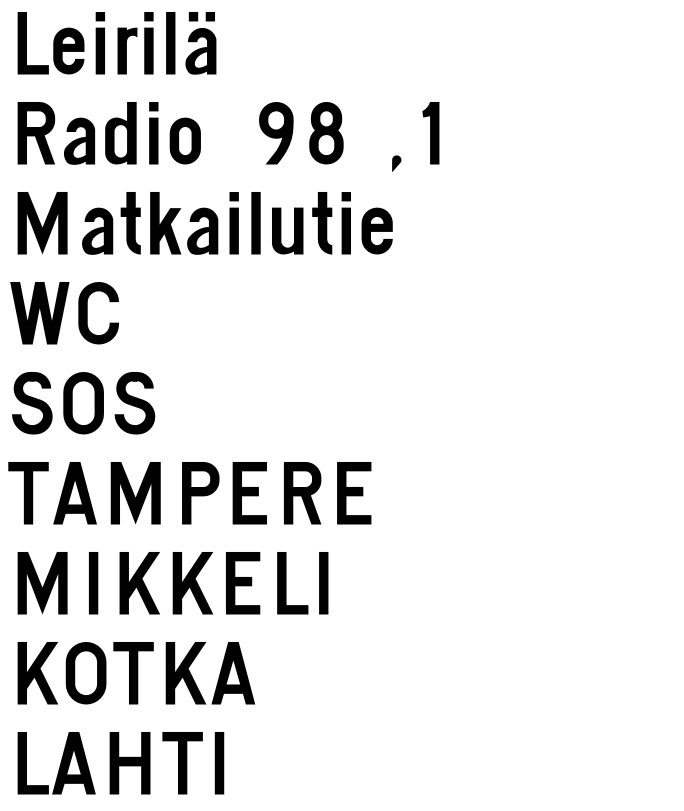 Leirilä
Radio 98 ,1
Matkailutie
WC
SOS
TAMPERE
MIKKELI
KOTKA
LAHTI